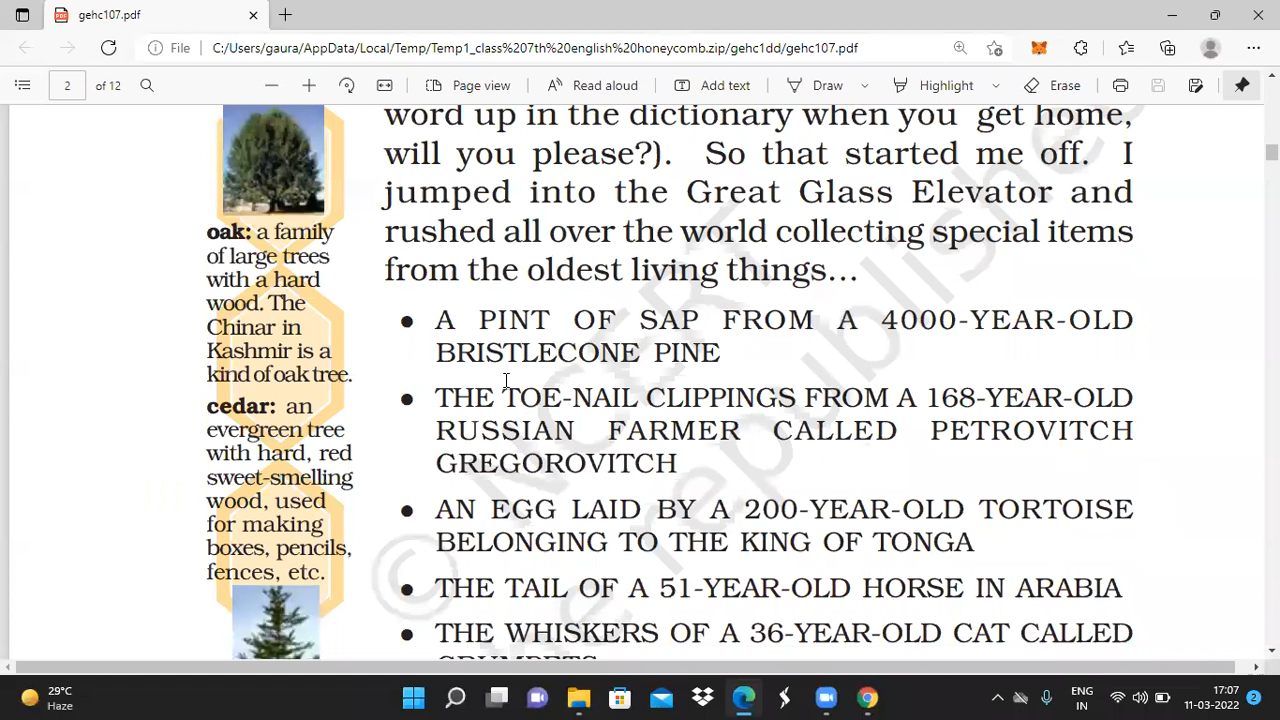 gehc107.pdf
File
C:/Users/gaura/AppData/Local/Temp/Temp1_class%207th%20english%20honeycomb.zip/gehc1dd/gehc107.pdf
2 of 12
Page view
Read aloud
Add text
Draw
Highlight
Erase
word up in the dictionary when you get home,
will you please?). So that started me off. I
jumped into the Great Glass Elevator and
rushed all over the world collecting special items
from the oldest living things...
• A PINT OF SAP FROM A 4000-YEAR-OLD
BRISTLECONE PINE
• THE TOE-NAIL CLIPPINGS FROM A 168-YEAR-OLD
RUSSIAN FARMER CALLED PETROVITCH
GREGOROVITCH
• AN EGG LAID BY A 200-YEAR-OLD TORTOISE
BELONGING TO THE KING OF TONGA
• THE TAIL OF A 51-YEAR-OLD HORSE IN ARABIA
• THE WHISKERS OF A 36-YEAR-OLD CAT CALLED
oak: a family
of large trees
with a hard
wood. The
Chinar in
Kashmir is a
kind of oak tree.
cedar: an
evergreen tree
with hard, red
sweet-smelling
wood, used
for making
boxes, pencils,
fences, etc.
© NCERT
be republished
29°C
Haze
ENG
IN
17:07
11-03-2022
2